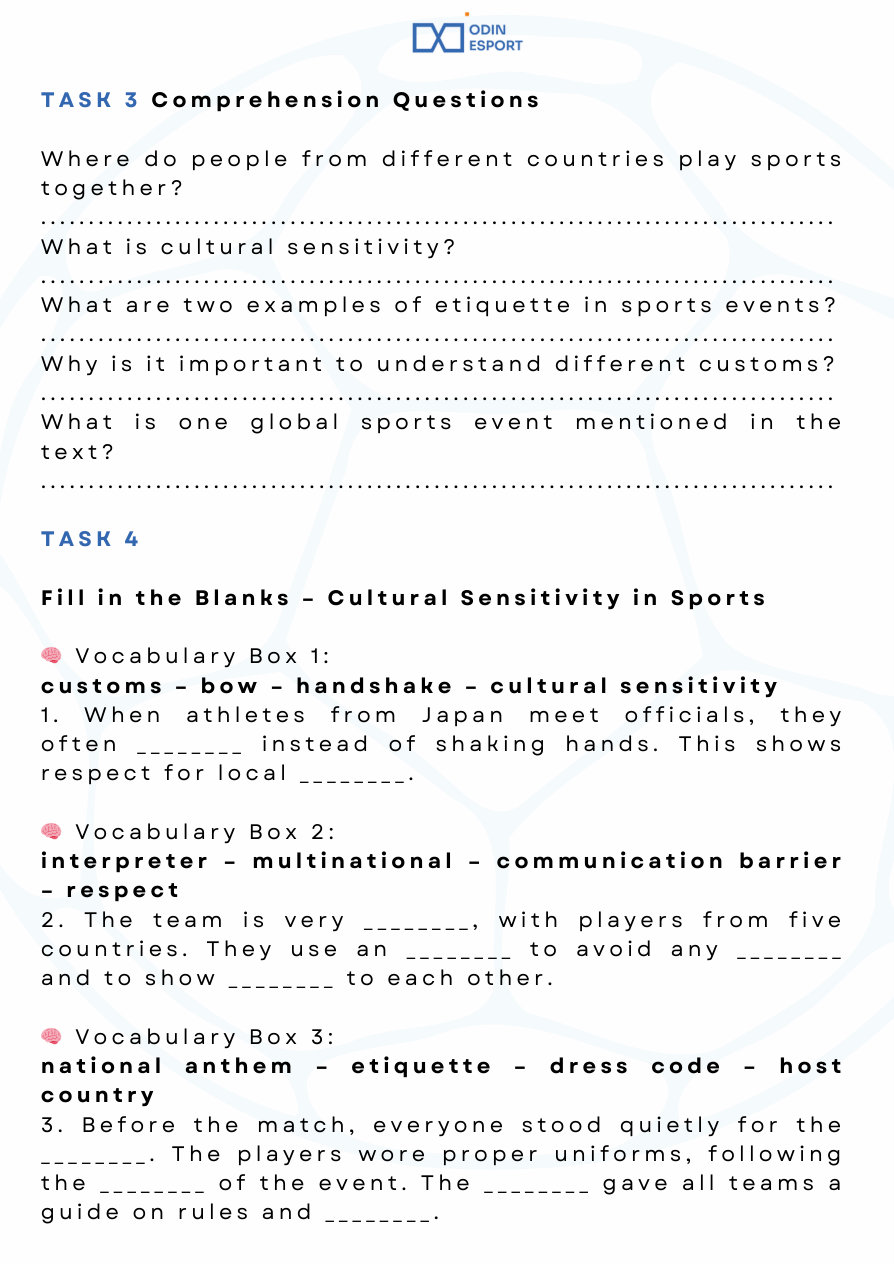 ODIN
ESPORT
TASK 3 Comprehension Questions
Where do people from different countries play sports
together?
................................................................................
What is cultural sensitivity?
................................................................................
What are two examples of etiquette in sports events?
................................................................................
Why is it important to understand different customs?
................................................................................
What is one global sports event mentioned in the
text?
................................................................................
TASK 4
Fill in the Blanks – Cultural Sensitivity in Sports
🧠 Vocabulary Box 1:
customs – bow – handshake – cultural sensitivity
1. When athletes from Japan meet officials, they
often ________ instead of shaking hands. This shows
respect for local ________.
🧠 Vocabulary Box 2:
interpreter – multinational – communication barrier
– respect
2. The team is very ________, with players from five
countries. They use an ________ to avoid any ________
and to show ________ to each other.
🧠 Vocabulary Box 3:
national anthem – etiquette – dress code – host
country
3. Before the match, everyone stood quietly for the
________. The players wore proper uniforms, following
the ________ of the event. The ________ gave all teams a
guide on rules and ________.